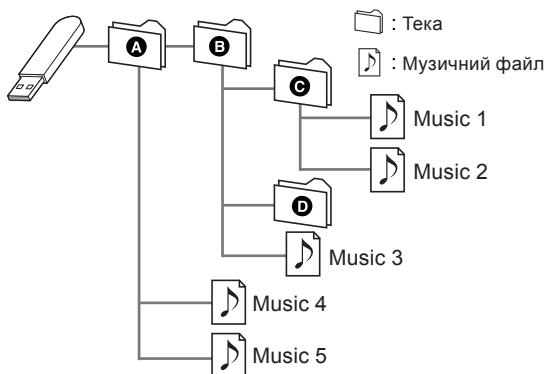 A
B
: Тека
: Музичний файл
C
Music 1
Music 2
D
Music 3
Music 4
Music 5